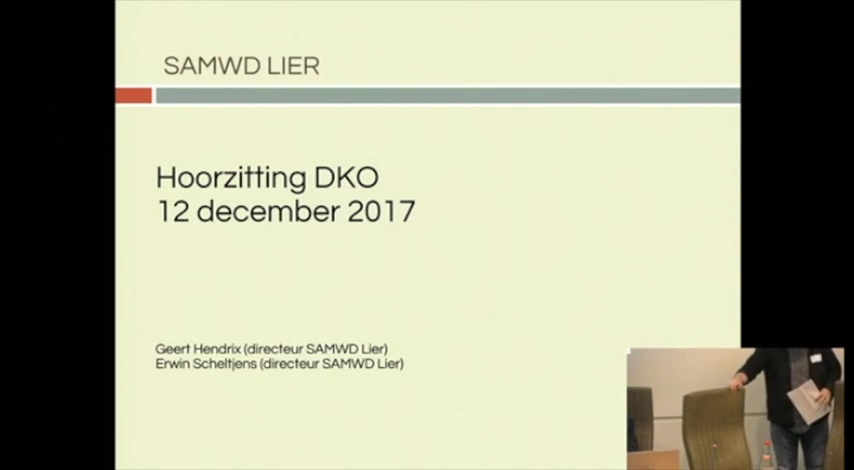 SAMWD LIER
Hoorzitting DKO
12 december 2017
Geert Hendrix (directeur SAMWD Lier)
Erwin Scheltjens (directeur SAMWD Lier)